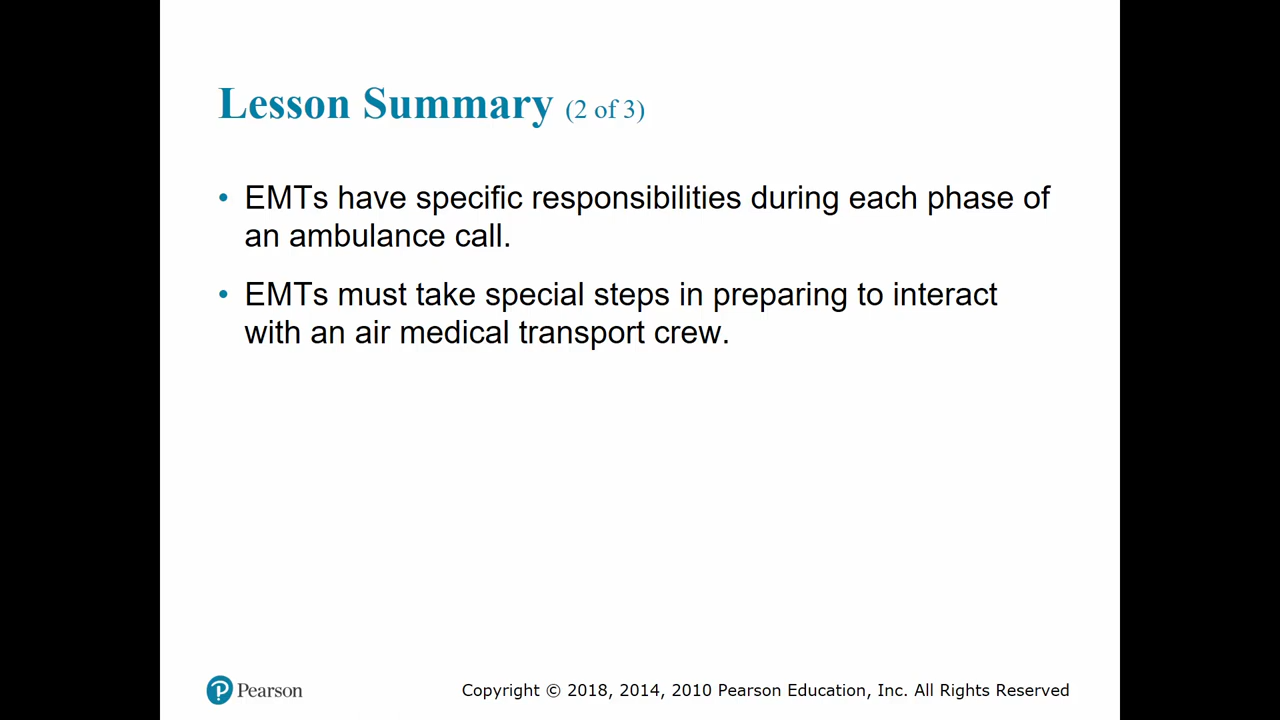 Lesson Summary (2 of 3)
• EMTs have specific responsibilities during each phase of
an ambulance call.
• EMTs must take special steps in preparing to interact
with an air medical transport crew.
P Pearson
Copyright © 2018, 2014, 2010 Pearson Education, Inc. All Rights Reserved